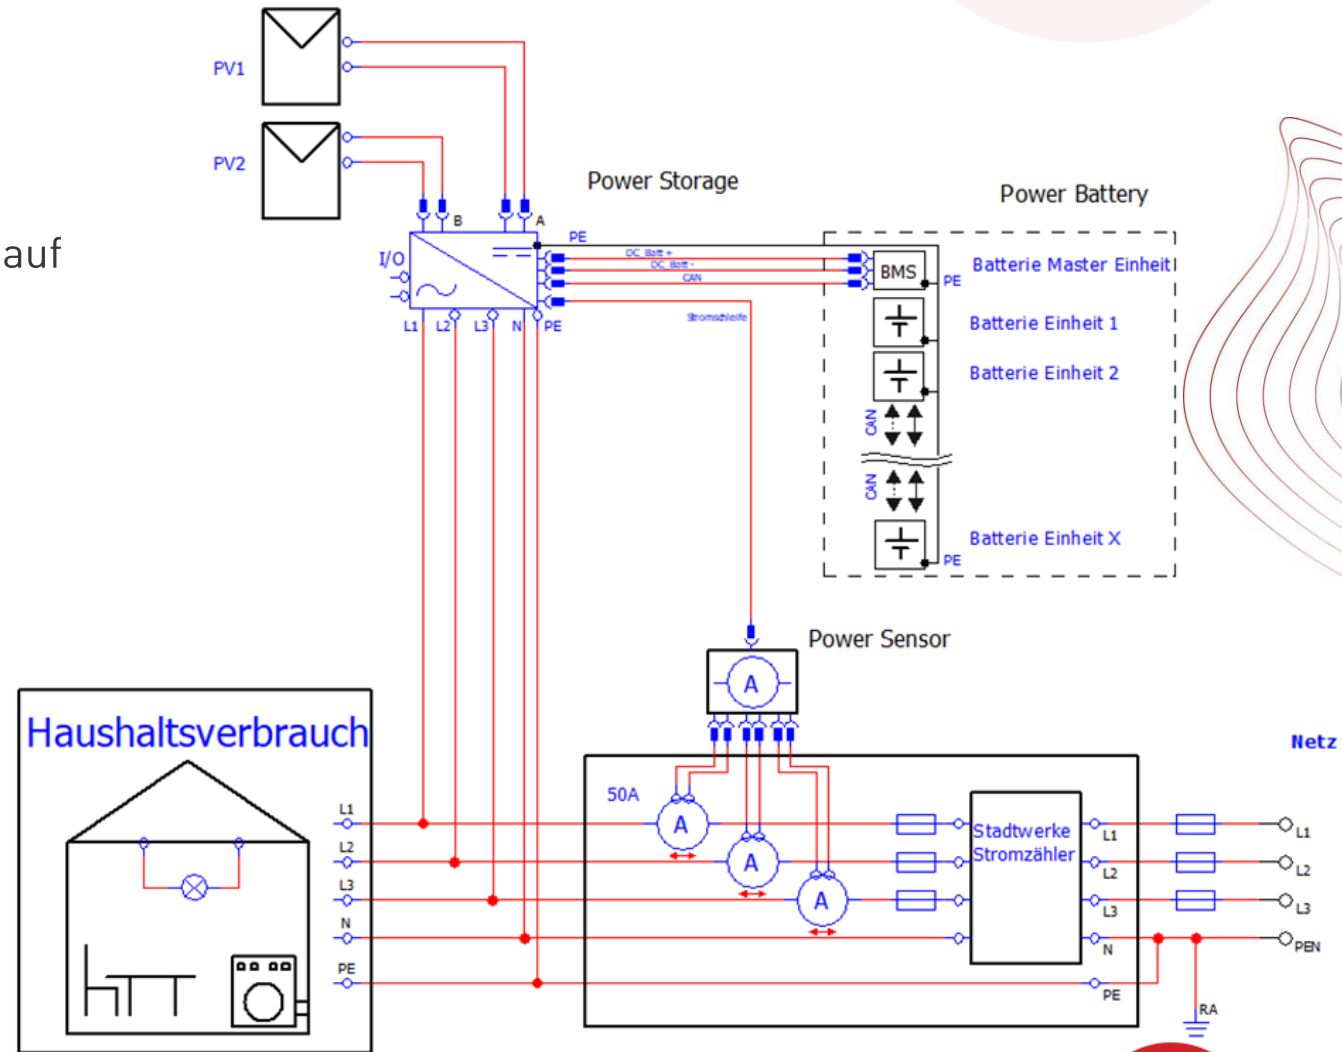 PV1
PV2
auf
Power Storage
Power Battery
B
A
I/O
PE
DC_Batt +
DC_Batt -
CAN
BMS
Batterie Master Einheit
PE
L1
L2
L3
N
PE
Stromschleife
Batterie Einheit 1
Batterie Einheit 2
CAN
CAN
Batterie Einheit X
PE
Power Sensor
A
Haushaltsverbrauch
Netz
50A
L1
A
L1
L1
Stadtwerke
Stromzähler
L2
A
L2
L2
L3
A
L3
L3
N
N
PEN
PE
PE
RA